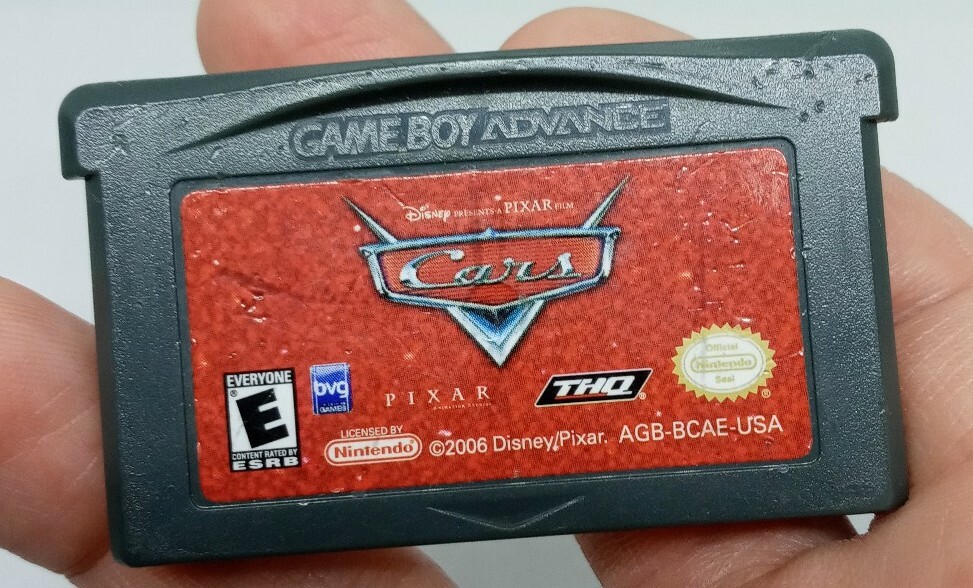 GAME BOY ADVANCE
Disney PRESENTS A PIXAR FILM
Cars
EVERYONE
E
CONTENT RATED BY
ESRB
bvg
GAMES
PIXAR
ANIMATION STUDIOS
THQ
Official
Nintendo
Seal
LICENSED BY
Nintendo
©2006 Disney/Pixar. AGB-BCAE-USA